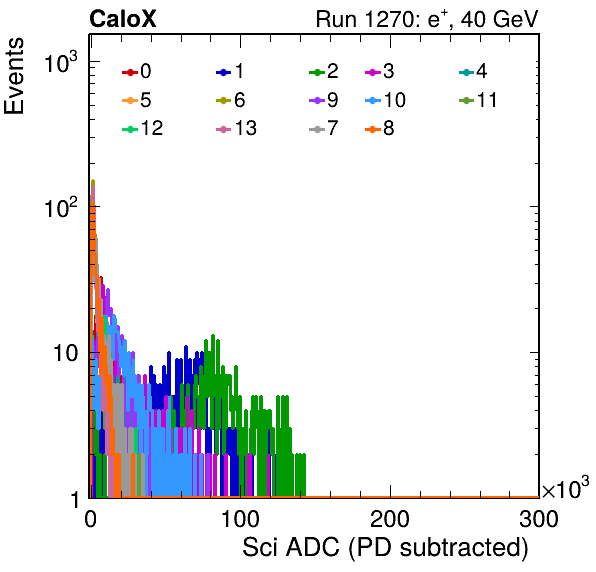 CaloX Run 1270: e⁺, 40 GeV
Events
10³
0 1 2 3 4
5 6 9 10 11
12 13 7 8
10²
10
1
0 100 200 300
×10³
Sci ADC (PD subtracted)